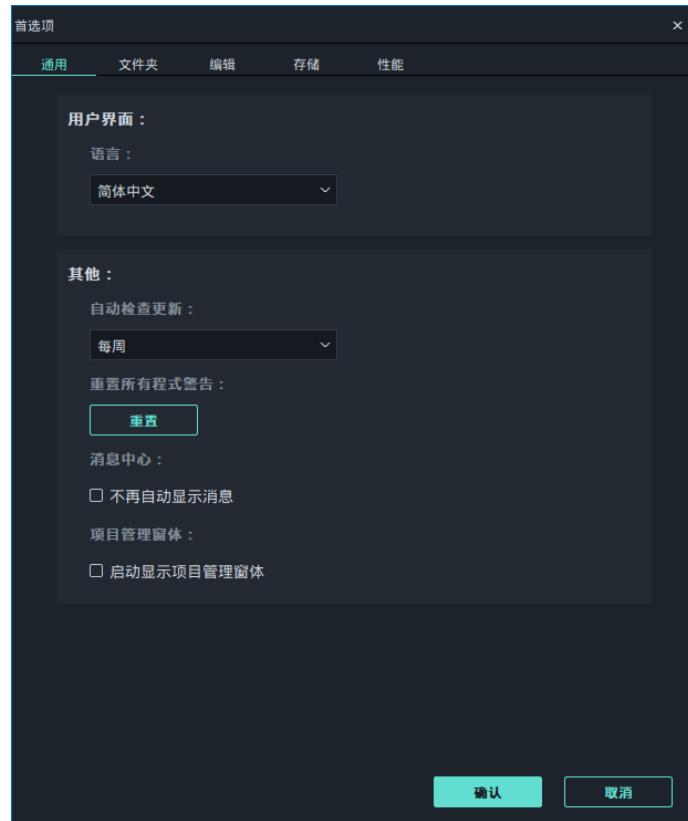 首选项
通用 文件夹 编辑 存储 性能
用户界面：
语言：
简体中文
其他：
自动检查更新：
每周
重置所有程式警告：
重置
消息中心：
不再自动显示消息
项目管理窗体：
启动显示项目管理窗体
确认 取消